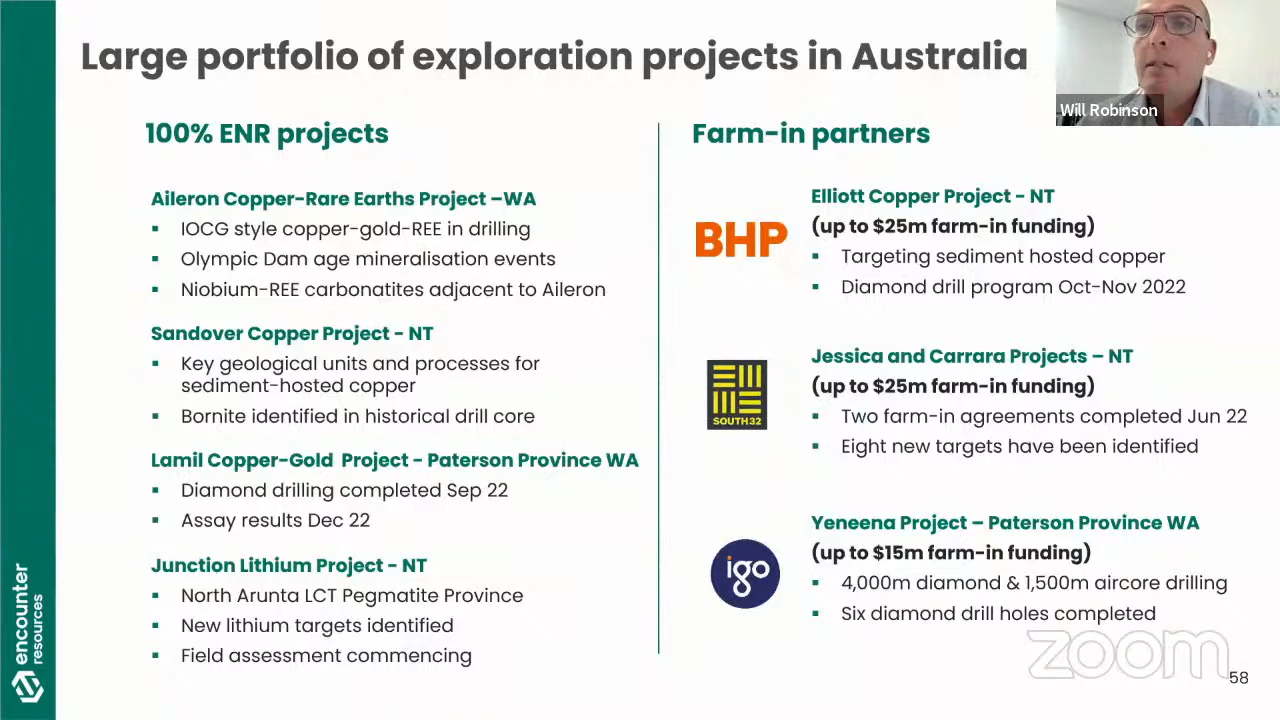 Large portfolio of exploration projects in Australia
Will Robinson
100% ENR projects
Aileron Copper-Rare Earths Project –WA
IOCG style copper-gold-REE in drilling
Olympic Dam age mineralisation events
Niobium-REE carbonatites adjacent to Aileron
Sandover Copper Project - NT
Key geological units and processes for
sediment-hosted copper
Bornite identified in historical drill core
Lamil Copper-Gold Project - Paterson Province WA
Diamond drilling completed Sep 22
Assay results Dec 22
Junction Lithium Project - NT
North Arunta LCT Pegmatite Province
New lithium targets identified
Field assessment commencing
Farm-in partners
BHP
Elliott Copper Project - NT
(up to $25m farm-in funding)
Targeting sediment hosted copper
Diamond drill program Oct-Nov 2022
SOUTH32
Jessica and Carrara Projects – NT
(up to $25m farm-in funding)
Two farm-in agreements completed Jun 22
Eight new targets have been identified
igo
Yeneena Project – Paterson Province WA
(up to $15m farm-in funding)
4,000m diamond & 1,500m aircore drilling
Six diamond drill holes completed
encounter
resources
zoom
58